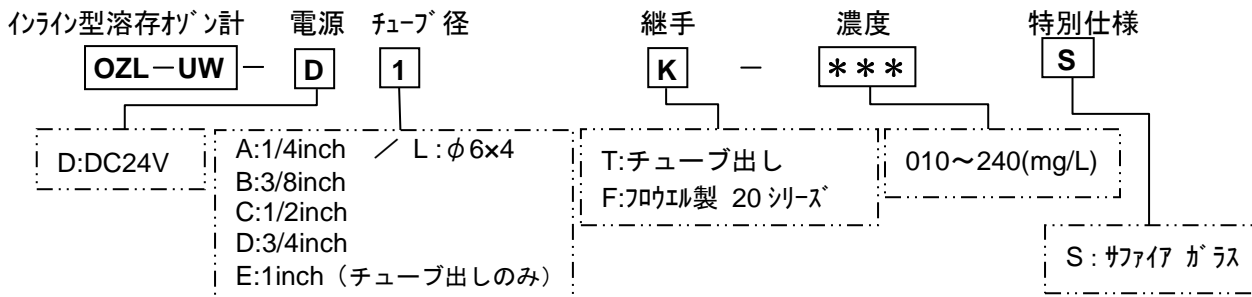 インライン型溶存オゾン計 電源 チューブ径 継手 濃度 特別仕様
OZL－UW － D 1 K － ＊＊＊ S
D:DC24V
A:1/4inch ／ L:φ6×4
B:3/8inch
C:1/2inch
D:3/4inch
E:1inch（チューブ出しのみ）
T:チューブ出し
F:フロウエル製 20シリーズ
010～240(mg/L)
S:サファイア ガラス